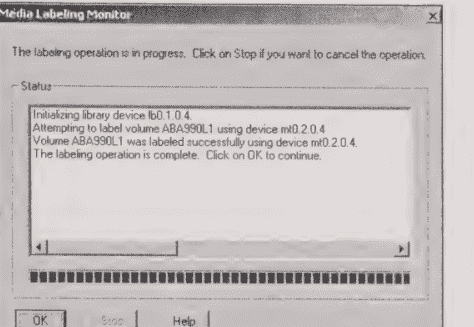 Media Labeling Monitor
The labeling operation is in progress. Click on Stop if you want to cancel the operation.
Status
Initializing library device lb0.1.0.4.
Attempting to label volume ABA990L1 using device mt0.2.0.4
Volume ABA990L1 was labeled successfully using device mt0.2.0.4.
The labeling operation is complete. Click on OK to continue.
OK
Stop
Help